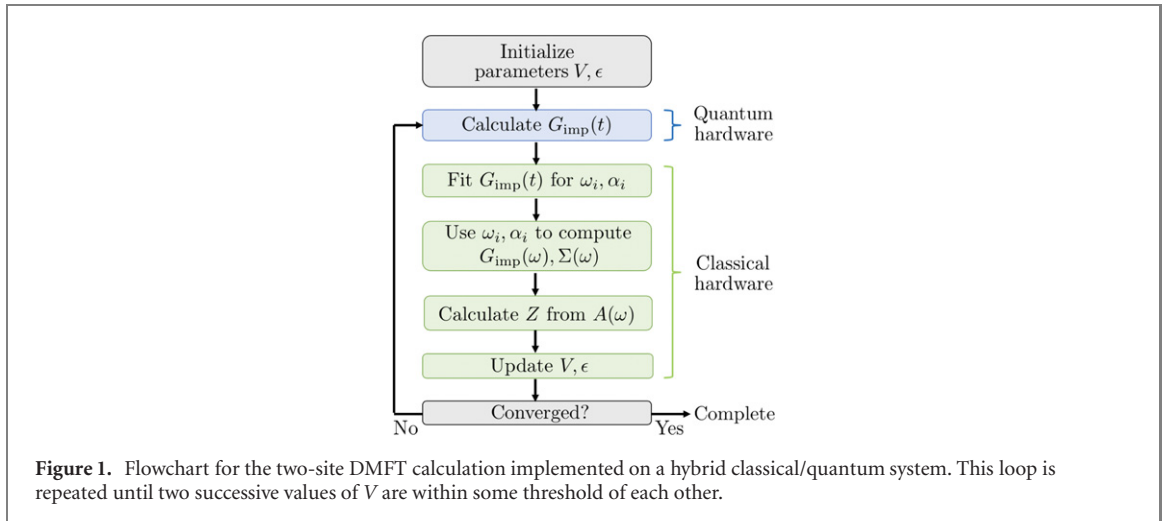 Initialize
parameters V, ϵ
Calculate G_imp(t)
Quantum
hardware
Fit G_imp(t) for ω_i, α_i
Use ω_i, α_i to compute
G_imp(ω), Σ(ω)
Classical
hardware
Calculate Z from A(ω)
Update V, ϵ
Converged?
Complete
No
Yes
Figure 1. Flowchart for the two-site DMFT calculation implemented on a hybrid classical/quantum system. This loop is
repeated until two successive values of V are within some threshold of each other.